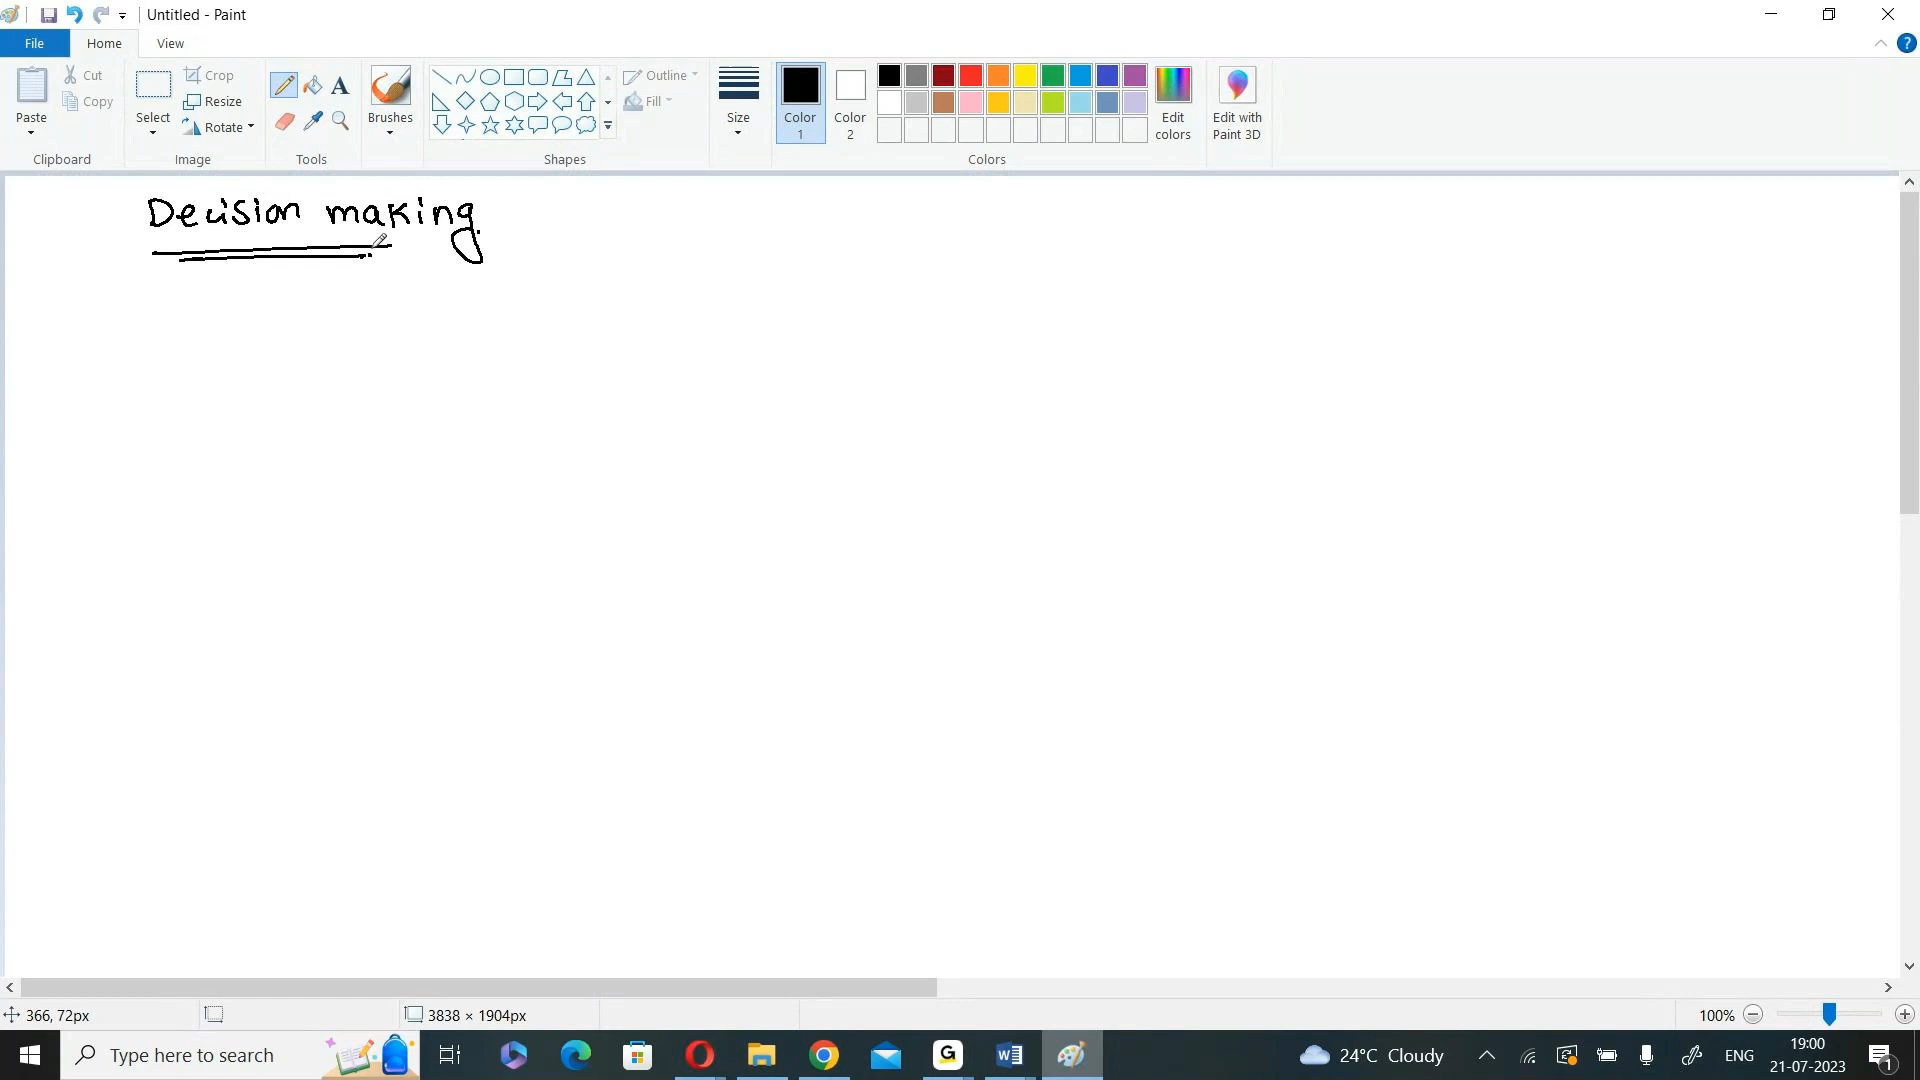 Untitled - Paint
File Home View
Paste Cut Copy Clipboard
Select Crop Resize Rotate Image
Tools
Brushes
Outline Fill Shapes
Size
Color 1 Color 2 Edit colors Colors
Edit with Paint 3D
Decision making
366, 72px 3838 × 1904px 100%
Type here to search 24°C Cloudy ENG 19:00 21-07-2023 1